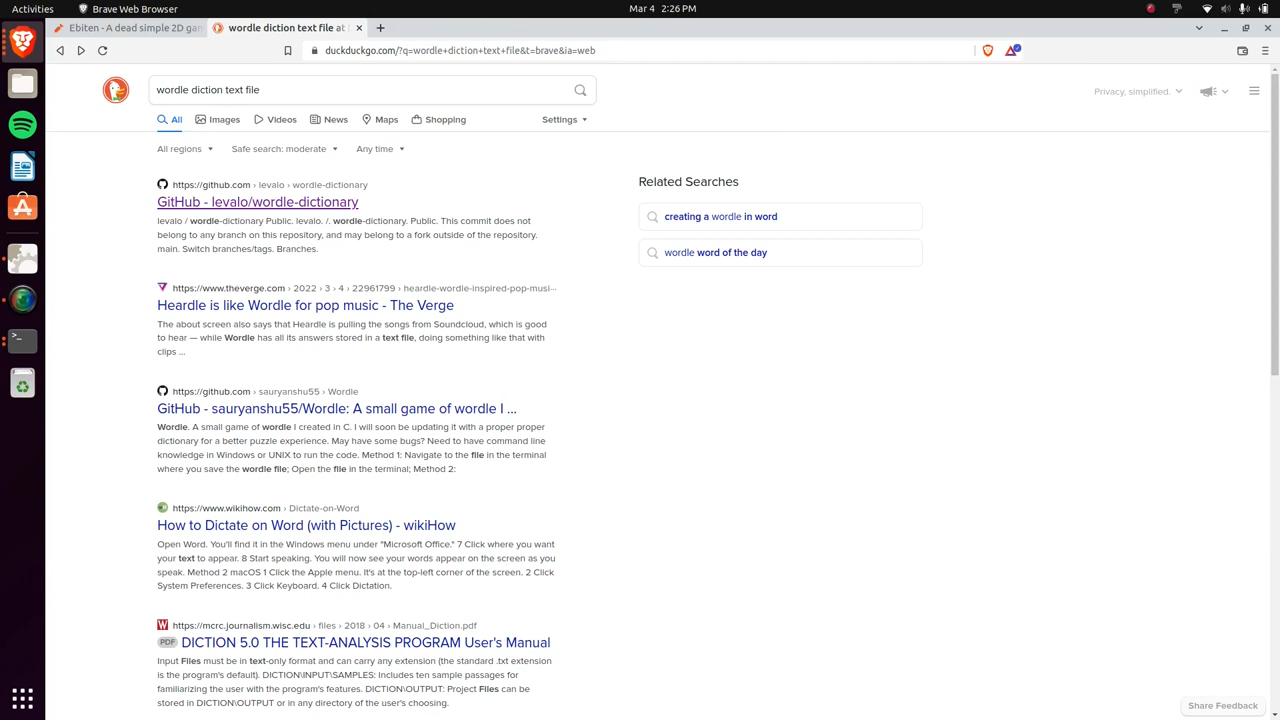 Activities
Brave Web Browser
Mar 4 2:26 PM
Ebiten - A dead simple 2D gam
wordle diction text file at
duckduckgo.com/?q=wordle+diction+text+file&t=brave&ia=web
wordle diction text file
Privacy, simplified.
All
Images
Videos
News
Maps
Shopping
Settings
All regions
Safe search: moderate
Any time
https://github.com › levalo › wordle-dictionary
GitHub - levalo/wordle-dictionary
levalo / wordle-dictionary Public. levalo. /. wordle-dictionary. Public. This commit does not
belong to any branch on this repository, and may belong to a fork outside of the repository.
main. Switch branches/tags. Branches.
https://www.theverge.com › 2022 › 3 › 4 › 22961799 › heardle-wordle-inspired-pop-musi...
Heardle is like Wordle for pop music - The Verge
The about screen also says that Heardle is pulling the songs from Soundcloud, which is good
to hear — while Wordle has all its answers stored in a text file, doing something like that with
clips ...
https://github.com › sauryanshu55 › Wordle
GitHub - sauryanshu55/Wordle: A small game of wordle I ...
Wordle. A small game of wordle I created in C. I will soon be updating it with a proper proper
dictionary for a better puzzle experience. May have some bugs? Need to have command line
knowledge in Windows or UNIX to run the code. Method 1: Navigate to the file in the terminal
where you save the wordle file; Open the file in the terminal; Method 2:
https://www.wikihow.com › Dictate-on-Word
How to Dictate on Word (with Pictures) - wikiHow
Open Word. You'll find it in the Windows menu under "Microsoft Office." 7 Click where you want
your text to appear. 8 Start speaking. You will now see your words appear on the screen as you
speak. Method 2 macOS 1 Click the Apple menu. It's at the top-left corner of the screen. 2 Click
System Preferences. 3 Click Keyboard. 4 Click Dictation.
https://mcrc.journalism.wisc.edu › files › 2018 › 04 › Manual_Diction.pdf
PDF DICTION 5.0 THE TEXT-ANALYSIS PROGRAM User's Manual
Input Files must be in text-only format and can carry any extension (the standard .txt extension
is the program's default). DICTION\INPUT\SAMPLES: Includes ten sample passages for
familiarizing the user with the program's features. DICTION\OUTPUT: Project Files can be
stored in DICTION\OUTPUT or in any directory of the user's choosing.
Related Searches
creating a wordle in word
wordle word of the day
Share Feedback